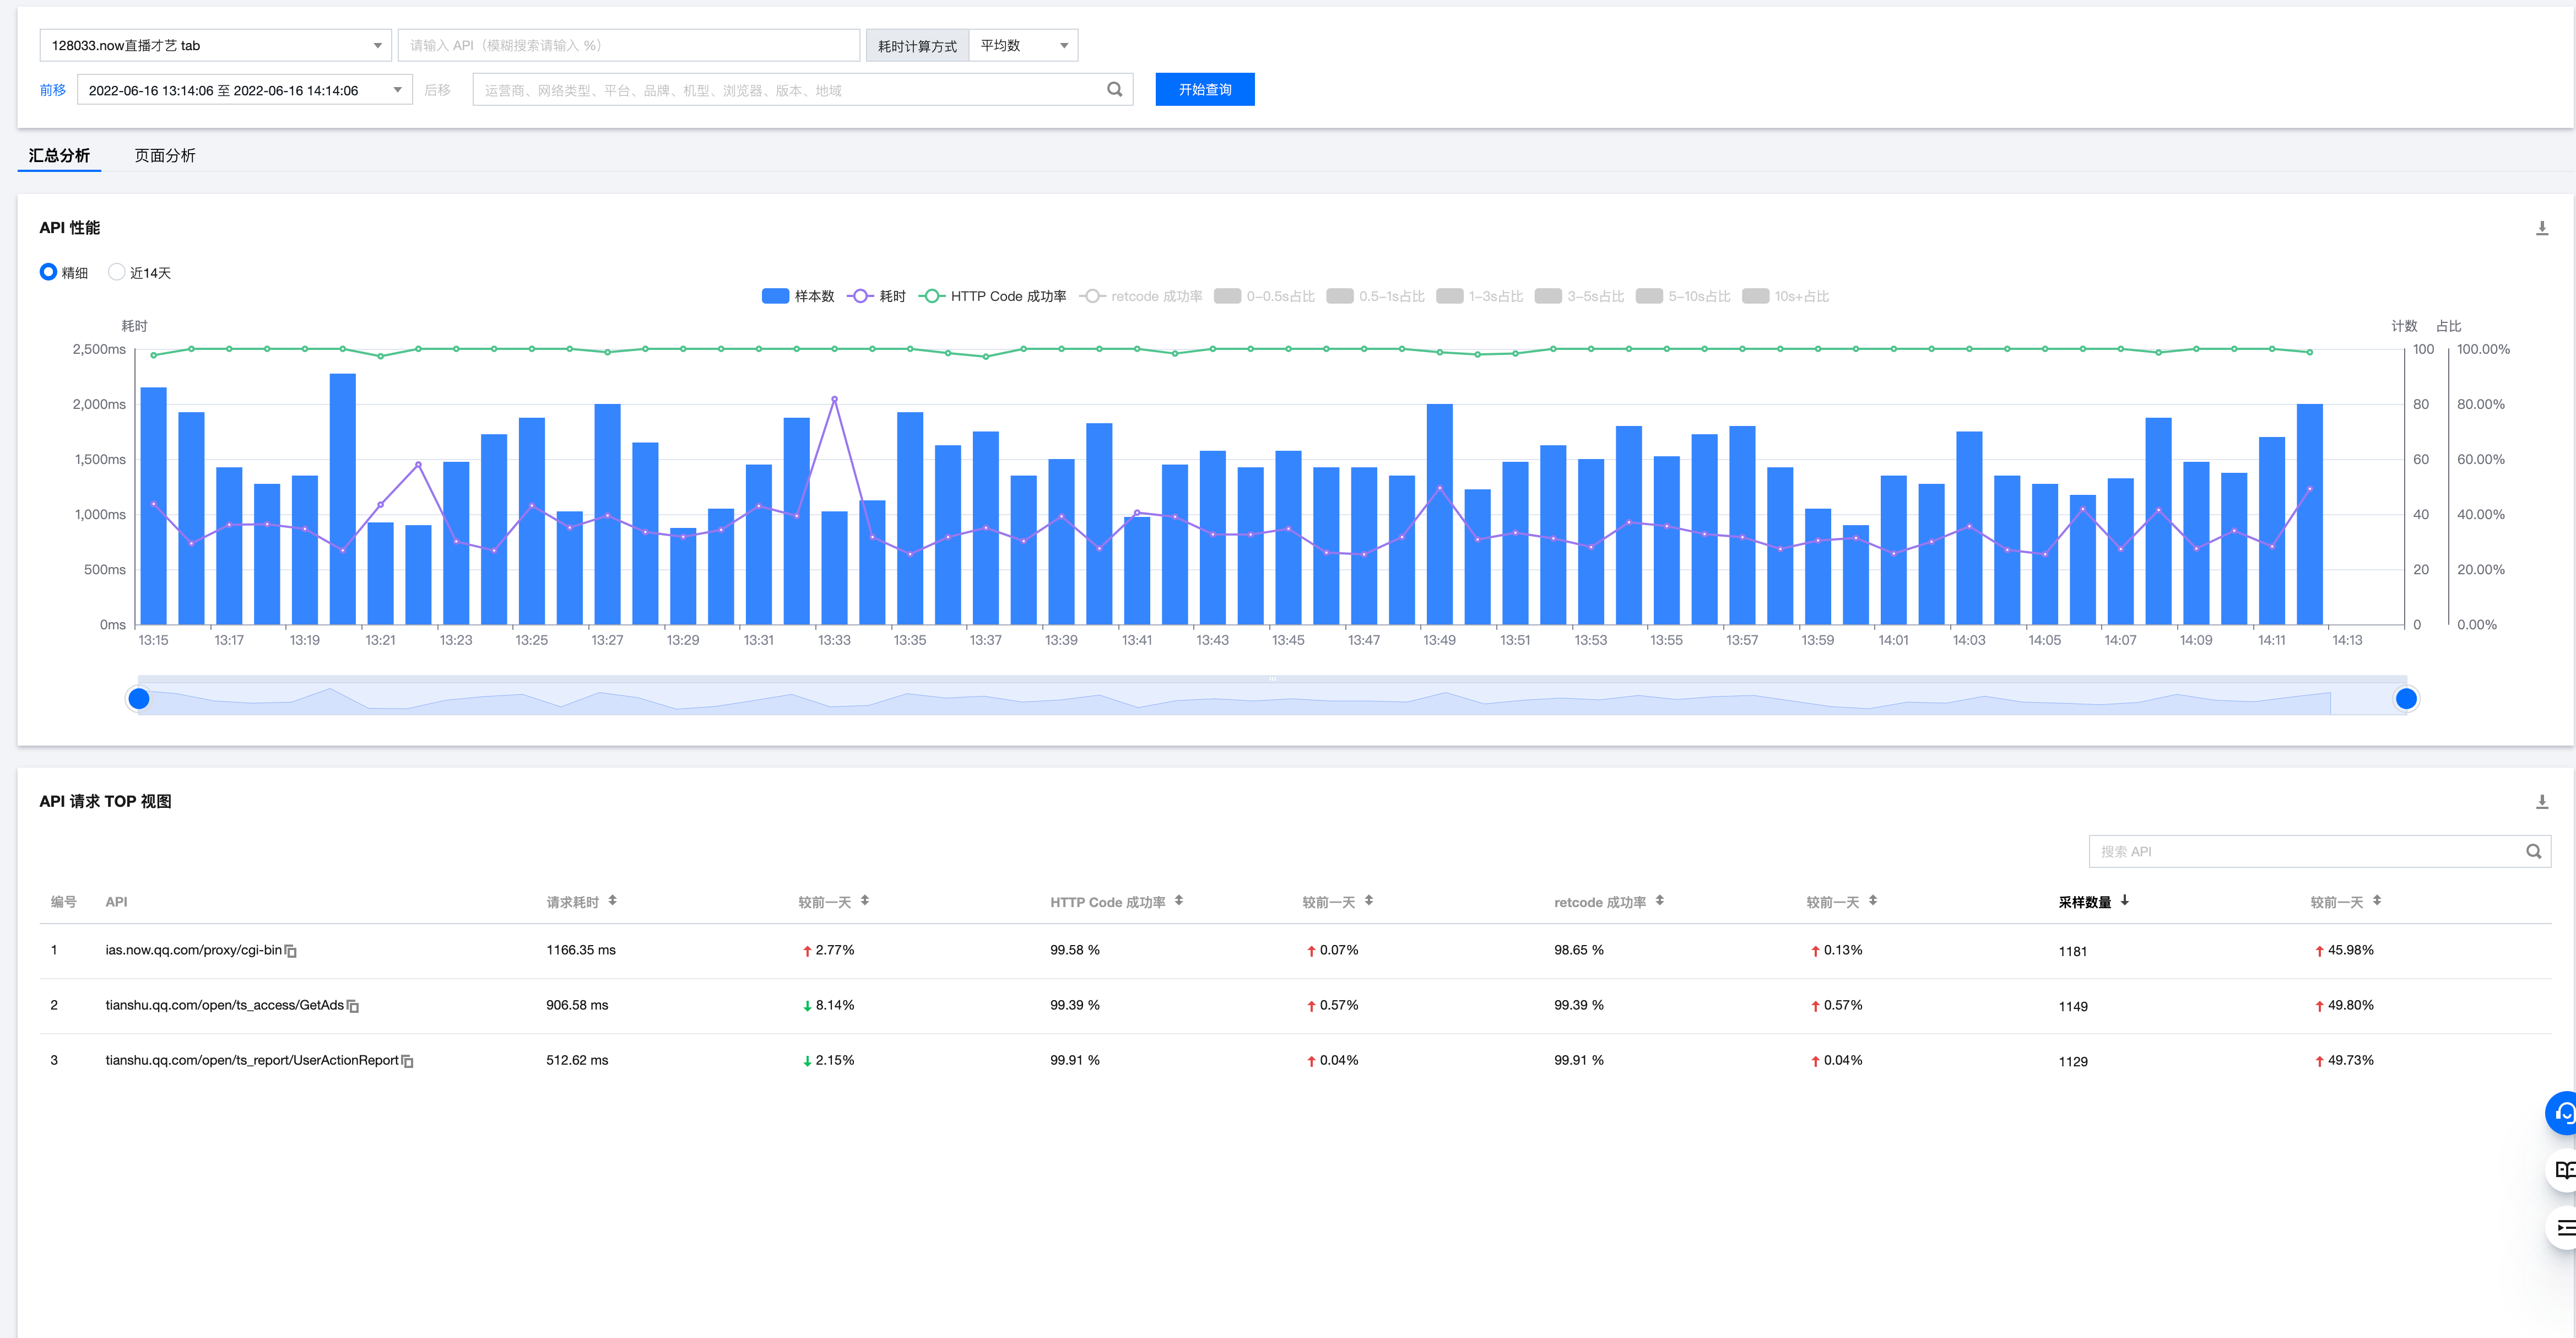 128033.now直播才艺 tab
请输入 API（模糊搜索请输入 %）
耗时计算方式 平均数
前移 2022-06-16 13:14:06 至 2022-06-16 14:14:06 后移 运营商、网络类型、平台、品牌、机型、浏览器、版本、地域 开始查询
汇总分析 页面分析
API 性能
精细 近14天
样本数 耗时 HTTP Code 成功率 retcode 成功率 0-0.5s占比 0.5-1s占比 1-3s占比 3-5s占比 5-10s占比 10s+占比
耗时 计数 占比
2,500ms 100 100.00%
2,000ms 80 80.00%
1,500ms 60 60.00%
1,000ms 40 40.00%
500ms 20 20.00%
0ms 0 0.00%
13:15 13:17 13:19 13:21 13:23 13:25 13:27 13:29 13:31 13:33 13:35 13:37 13:39 13:41 13:43 13:45 13:47 13:49 13:51 13:53 13:55 13:57 13:59 14:01 14:03 14:05 14:07 14:09 14:11 14:13
API 请求 TOP 视图
搜索 API
编号 API 请求耗时 较前一天 HTTP Code 成功率 较前一天 retcode 成功率 较前一天 采样数量 较前一天
1 ias.now.qq.com/proxy/cgi-bin 1166.35 ms 2.77% 99.58 % 0.07% 98.65 % 0.13% 1181 45.98%
2 tianshu.qq.com/open/ts_access/GetAds 906.58 ms 8.14% 99.39 % 0.57% 99.39 % 0.57% 1149 49.80%
3 tianshu.qq.com/open/ts_report/UserActionReport 512.62 ms 2.15% 99.91 % 0.04% 99.91 % 0.04% 1129 49.73%